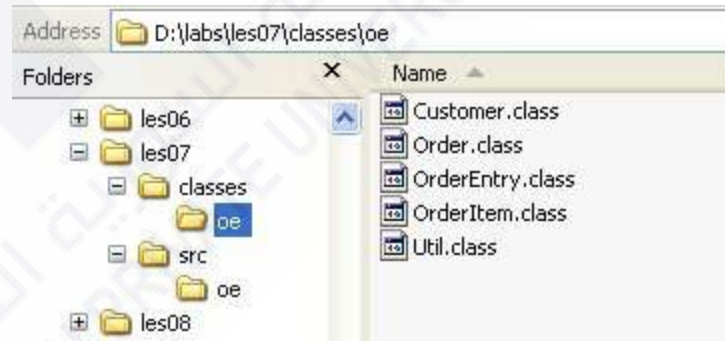 Address D:\labs\les07\classes\oe
Folders x Name
les06 Customer.class
les07 Order.class
classes OrderEntry.class
oe OrderItem.class
src Util.class
oe
les08